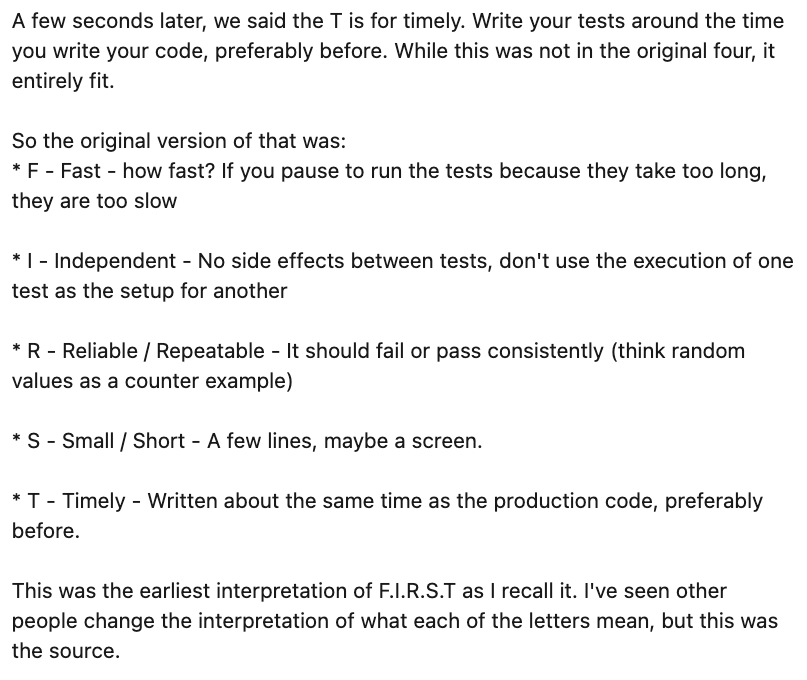 A few seconds later, we said the T is for timely. Write your tests around the time
you write your code, preferably before. While this was not in the original four, it
entirely fit.
So the original version of that was:
* F - Fast - how fast? If you pause to run the tests because they take too long,
they are too slow
* I - Independent - No side effects between tests, don't use the execution of one
test as the setup for another
* R - Reliable / Repeatable - It should fail or pass consistently (think random
values as a counter example)
* S - Small / Short - A few lines, maybe a screen.
* T - Timely - Written about the same time as the production code, preferably
before.
This was the earliest interpretation of F.I.R.S.T as I recall it. I've seen other
people change the interpretation of what each of the letters mean, but this was
the source.